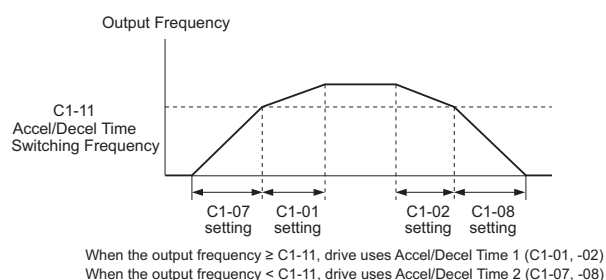 Output Frequency
C1-11
Accel/Decel Time
Switching Frequency
C1-07
setting
C1-01
setting
C1-02
setting
C1-08
setting
When the output frequency ≥ C1-11, drive uses Accel/Decel Time 1 (C1-01, -02)
When the output frequency < C1-11, drive uses Accel/Decel Time 2 (C1-07, -08)